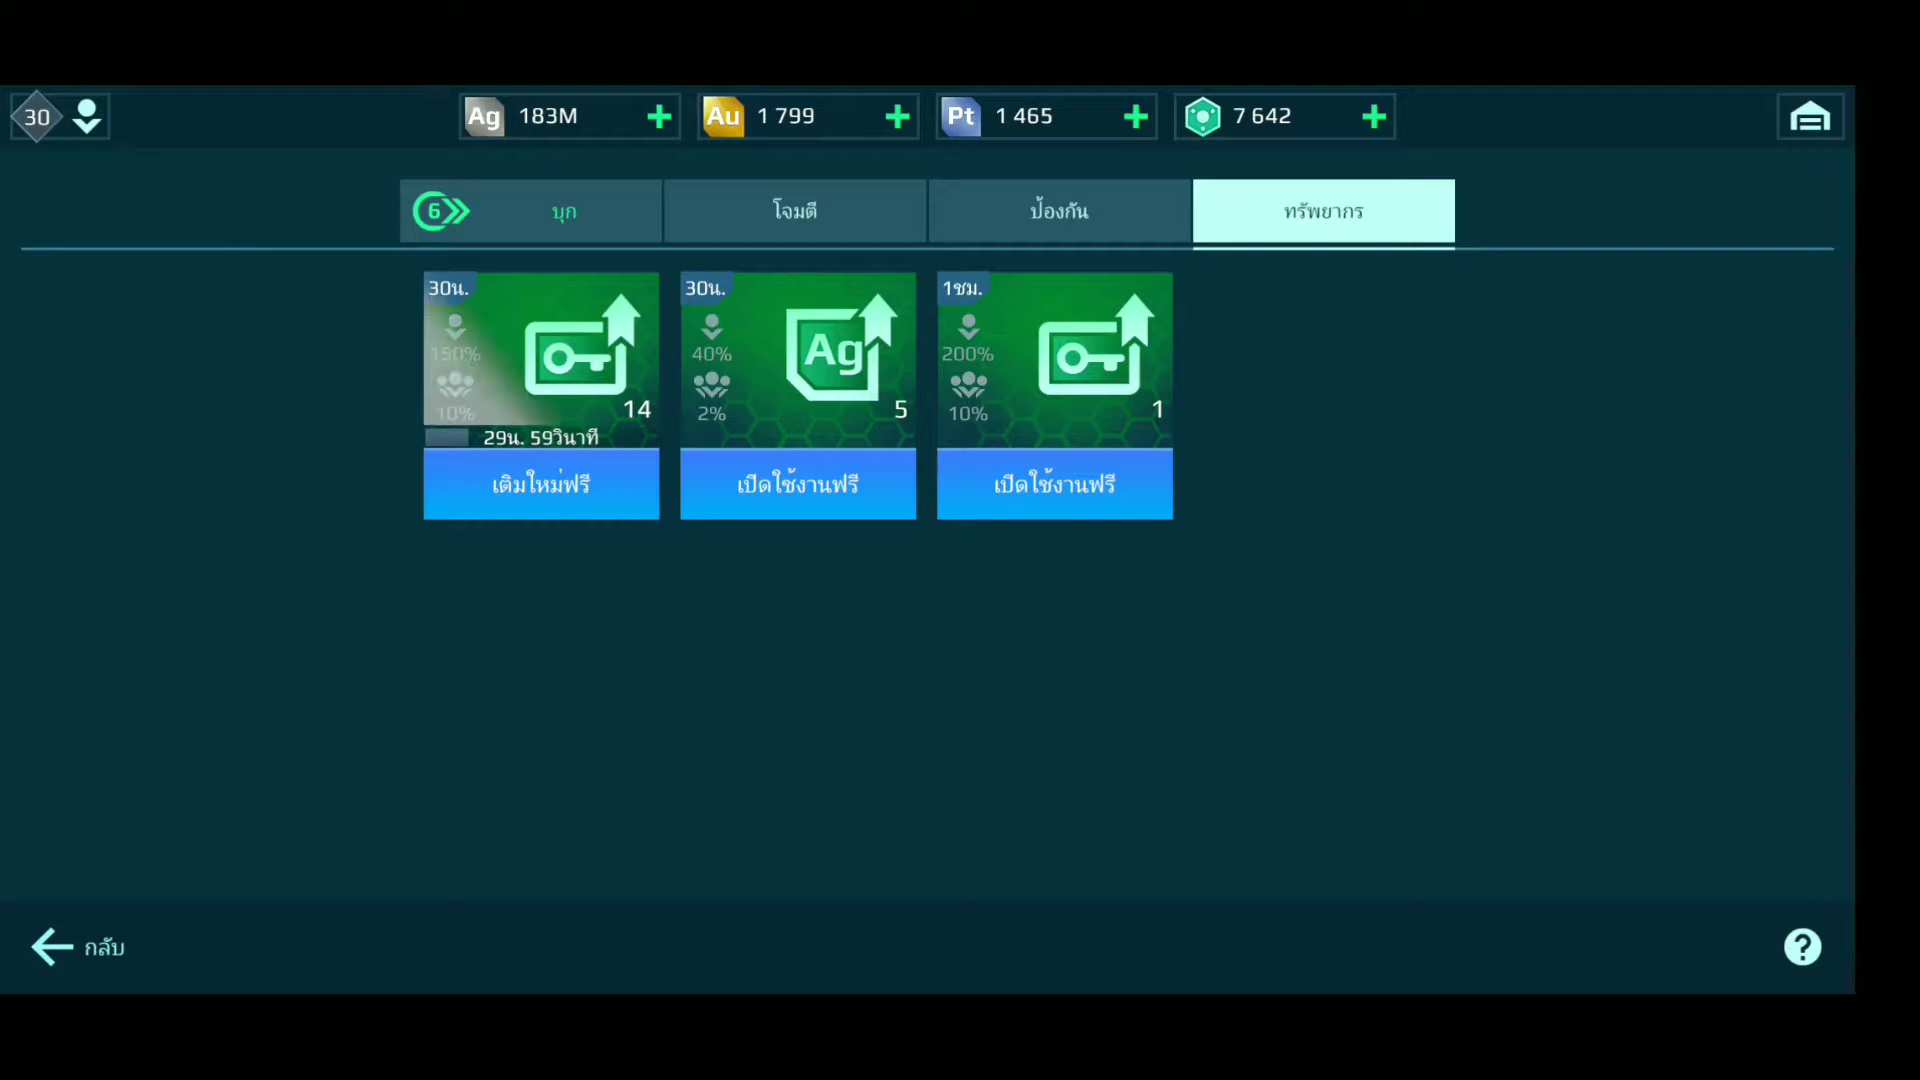 30
Ag 183M
Au 1 799
Pt 1 465
7 642
6 บุก
โจมตี
ป้องกัน
ทรัพยากร
30น.
150%
10%
14
29น. 59วินาที
เติมใหม่ฟรี
30น.
40%
2%
Ag
5
เปิดใช้งานฟรี
1ชม.
200%
10%
1
เปิดใช้งานฟรี
กลับ
?